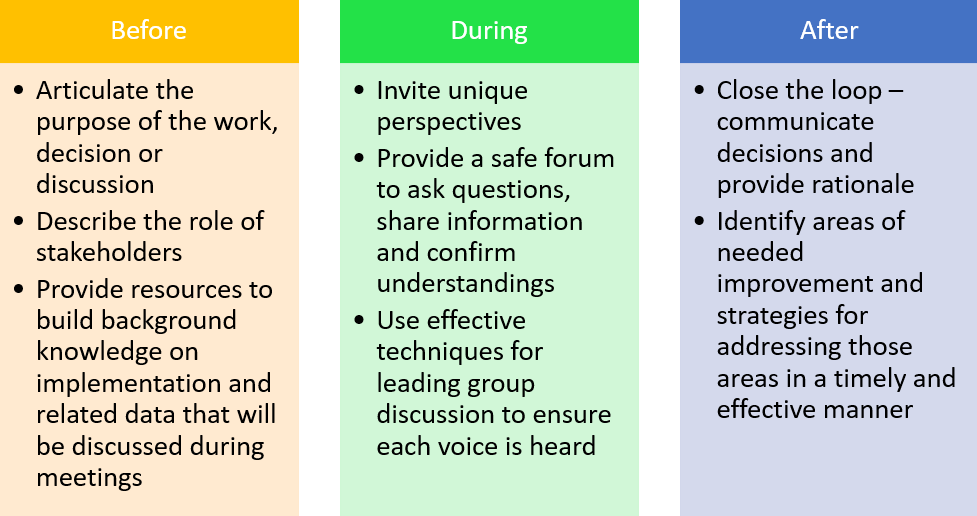 Before
• Articulate the
purpose of the work,
decision or
discussion
• Describe the role of
stakeholders
• Provide resources to
build background
knowledge on
implementation and
related data that will
be discussed during
meetings
During
• Invite unique
perspectives
• Provide a safe forum
to ask questions,
share information
and confirm
understandings
• Use effective
techniques for
leading group
discussion to ensure
each voice is heard
After
• Close the loop –
communicate
decisions and
provide rationale
• Identify areas of
needed
improvement and
strategies for
addressing those
areas in a timely and
effective manner